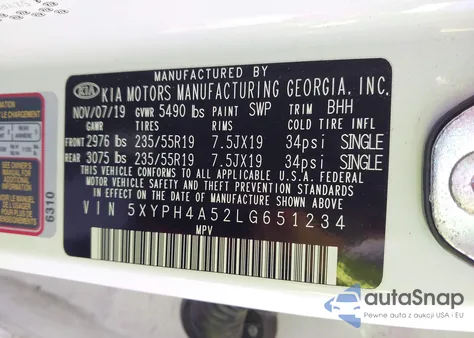 MANUFACTURED BY
KIA KIA MOTORS MANUFACTURING GEORGIA, INC.
NOV/07/19 GVWR 5490 lbs PAINT SWP TRIM BHH
GAWR TIRES RIMS COLD TIRE INFL
FRONT 2976 lbs 235/55R19 7.5JX19 34psi SINGLE
REAR 3075 lbs 235/55R19 7.5JX19 34psi SINGLE
THIS VEHICLE CONFORMS TO ALL APPLICABLE U.S.A. FEDERAL
MOTOR VEHICLE SAFETY STANDARDS
IN EFFECT ON THE DATE OF MANUFACTURE SHOWN ABOVE.
VIN 5XYPH4A52LG651234
MPV
CHARGEMENT
6310
autoSnap
Pewne auta z aukcji USA i EU